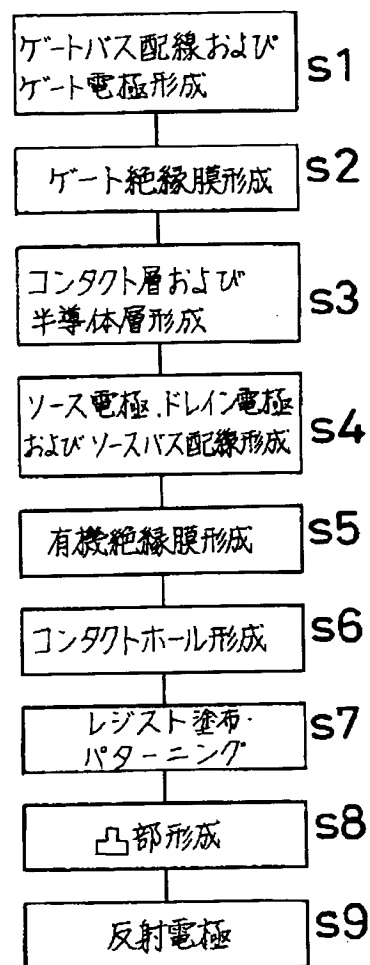 ゲートバス配線および
ゲート電極形成
s1
ゲート絶縁膜形成
s2
コンタクト層および
半導体層形成
s3
ソース電極,ドレイン電極
およびソースバス配線形成
s4
有機絶縁膜形成
s5
コンタクトホール形成
s6
レジスト塗布・
パターニング
s7
凸部形成
s8
反射電極
s9